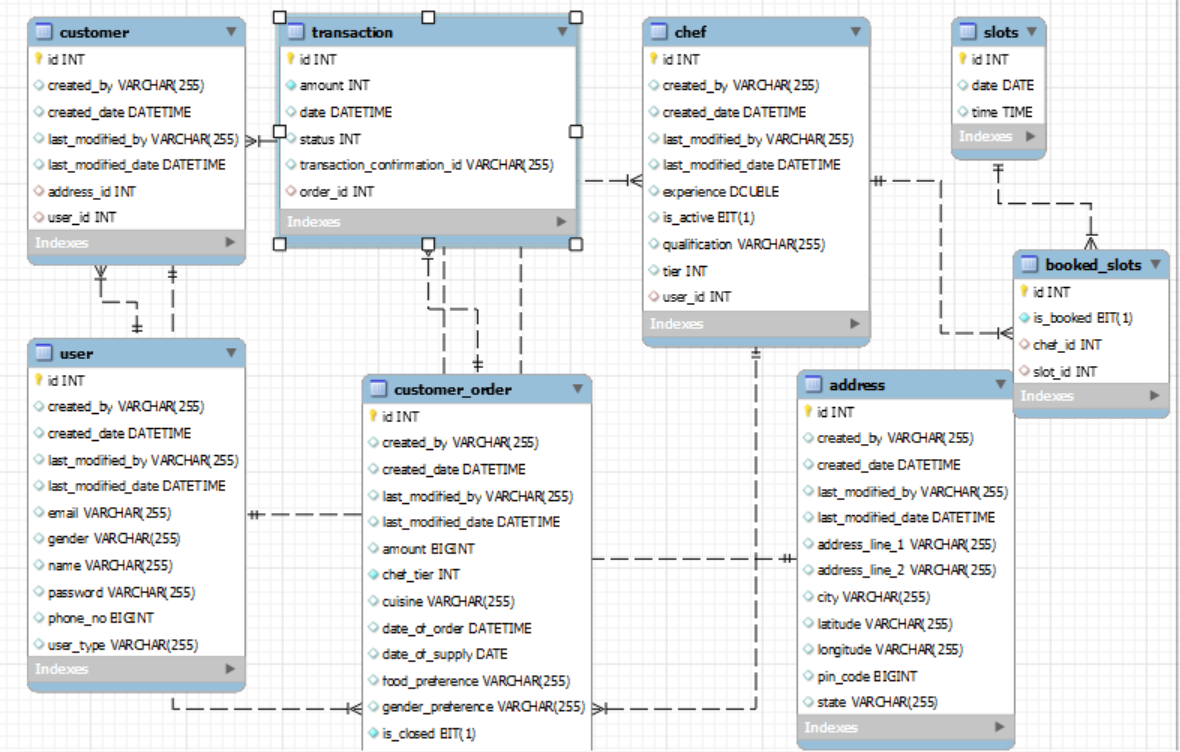 customer
id INT
created_by VARCHAR(255)
created_date DATETIME
last_modified_by VARCHAR(255)
last_modified_date DATETIME
address_id INT
user_id INT
Indexes
transaction
id INT
amount INT
date DATETIME
status INT
transaction_confirmation_id VARCHAR(255)
order_id INT
Indexes
chef
id INT
created_by VARCHAR(255)
created_date DATETIME
last_modified_by VARCHAR(255)
last_modified_date DATETIME
experience DOUBLE
is_active BIT(1)
qualification VARCHAR(255)
tier INT
user_id INT
Indexes
slots
id INT
date DATE
time TIME
Indexes
booked_slots
id INT
is_booked BIT(1)
chef_id INT
slot_id INT
Indexes
user
id INT
created_by VARCHAR(255)
created_date DATETIME
last_modified_by VARCHAR(255)
last_modified_date DATETIME
email VARCHAR(255)
gender VARCHAR(255)
name VARCHAR(255)
password VARCHAR(255)
phone_no BIGINT
user_type VARCHAR(255)
Indexes
customer_order
id INT
created_by VARCHAR(255)
created_date DATETIME
last_modified_by VARCHAR(255)
last_modified_date DATETIME
amount BIGINT
chef_tier INT
cuisine VARCHAR(255)
date_of_order DATETIME
date_of_supply DATE
food_preference VARCHAR(255)
gender_preference VARCHAR(255)
is_closed BIT(1)
address
id INT
created_by VARCHAR(255)
created_date DATETIME
last_modified_by VARCHAR(255)
last_modified_date DATETIME
address_line_1 VARCHAR(255)
address_line_2 VARCHAR(255)
city VARCHAR(255)
latitude VARCHAR(255)
longitude VARCHAR(255)
pin_code BIGINT
state VARCHAR(255)
Indexes